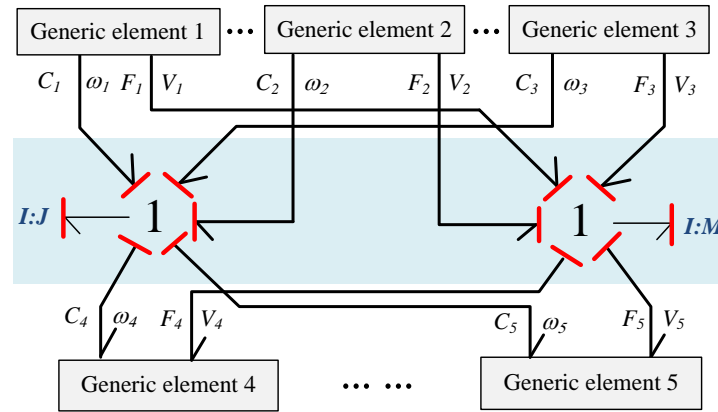 Generic element 1 ... Generic element 2 ... Generic element 3
C1 ω1 F1 V1 C2 ω2 F2 V2 C3 ω3 F3 V3
I:J 1 1 I:M
C4 ω4 F4 V4 C5 ω5 F5 V5
Generic element 4 ... ... Generic element 5